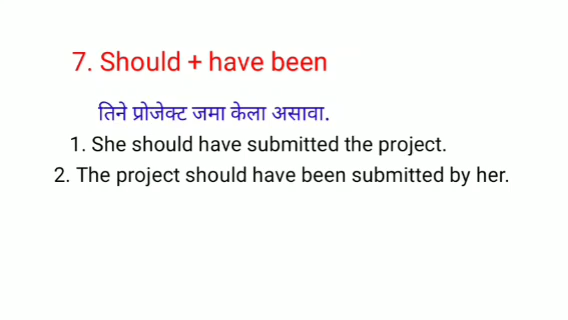 7. Should + have been
तिने प्रोजेक्ट जमा केला असावा.
1. She should have submitted the project.
2. The project should have been submitted by her.